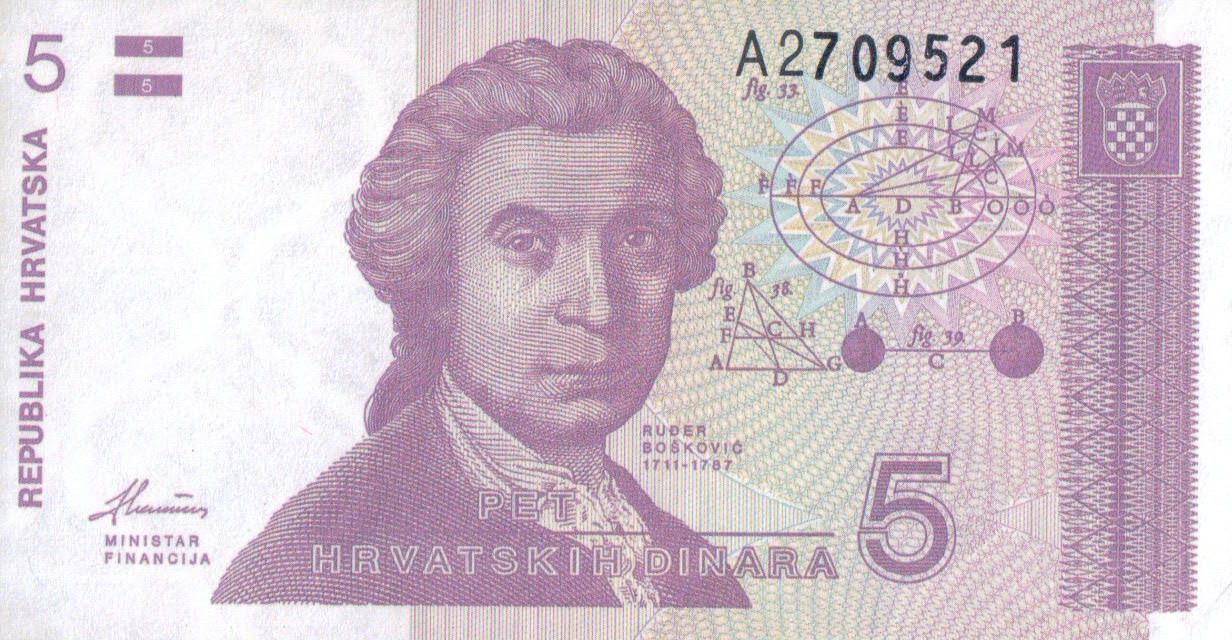 5
5
5
REPUBLIKA HRVATSKA
A2709521
fig. 33.
E
E
E
I M
C
I M
L L
C
F F F
A D B O O O
H
H
H
B
fig. 38.
E
F C H
A D G
A B
fig. 39.
C
RUĐER
BOŠKOVIĆ
1711-1787
PET
HRVATSKIH DINARA
5
MINISTAR
FINANCIJA